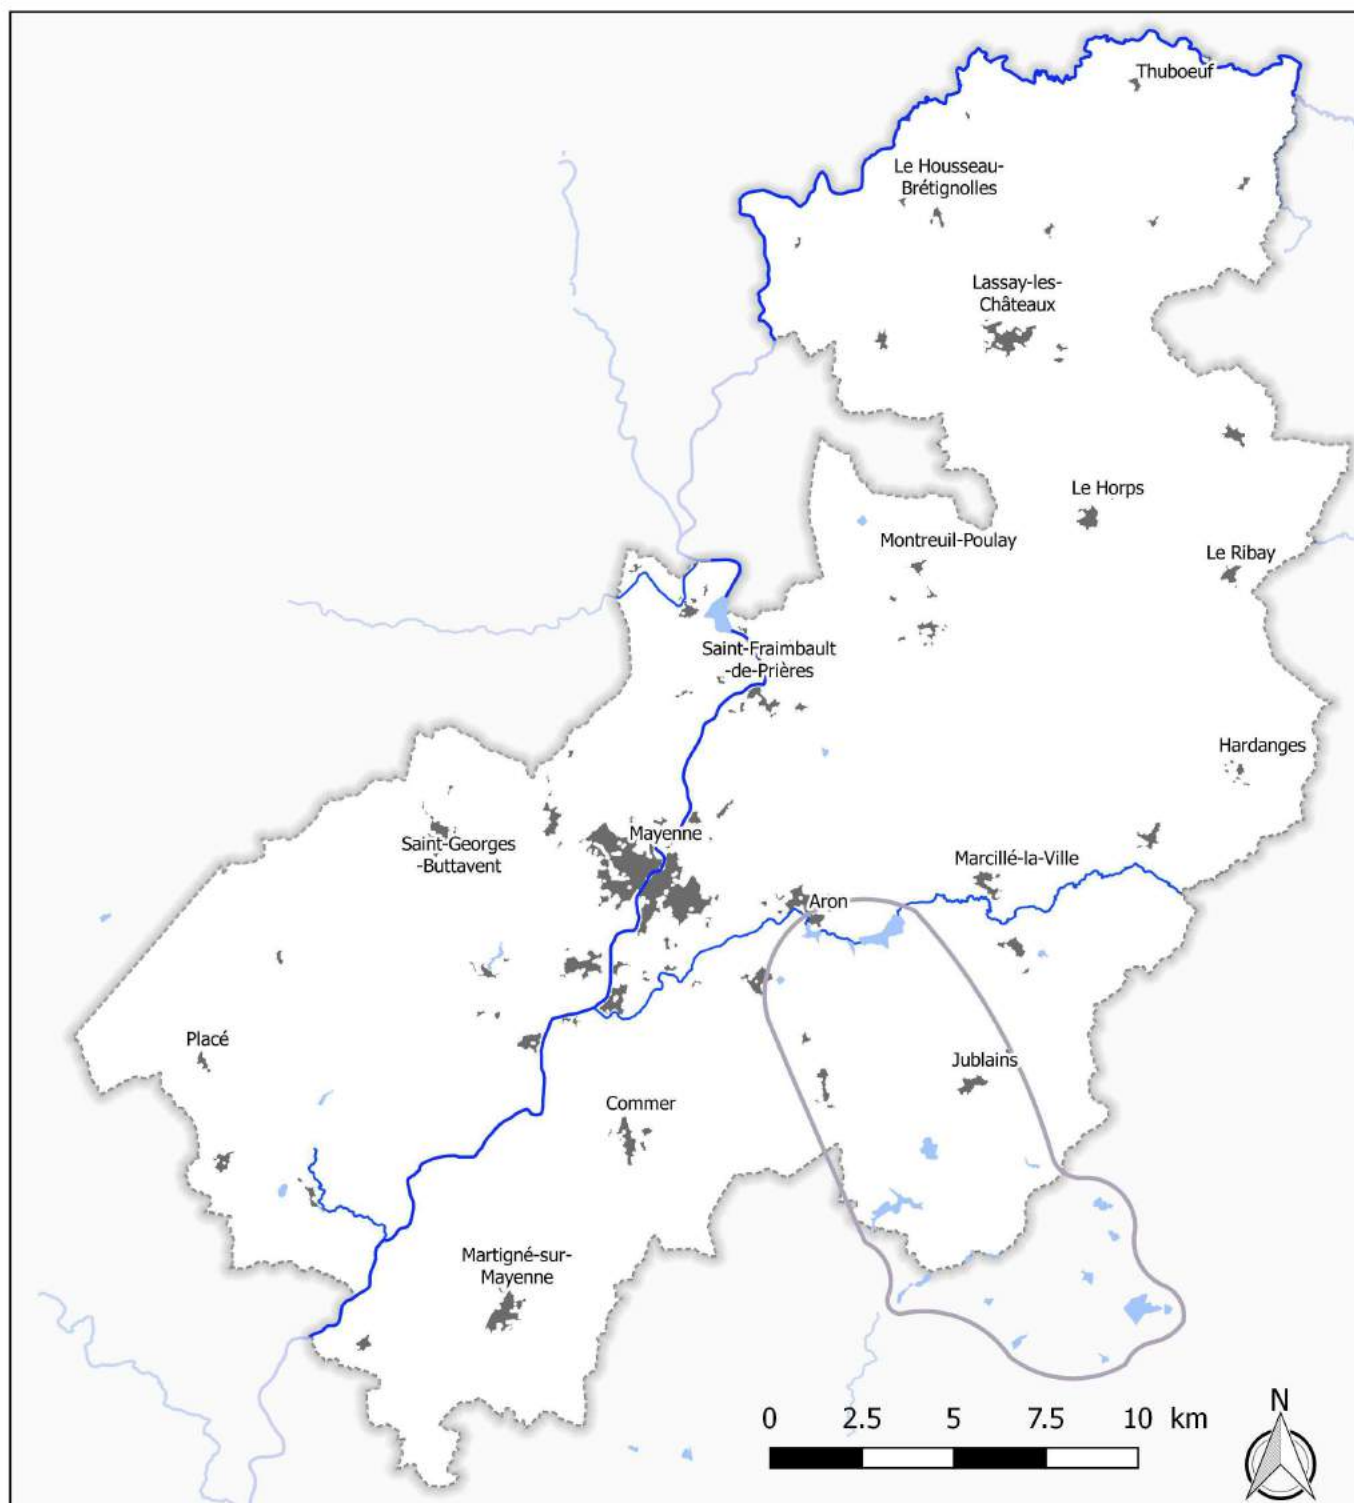 Thuboeuf
Le Housseau-
Brétignolles
Lassay-les-
Châteaux
Le Horps
Montreuil-Poulay
Le Ribay
Saint-Fraimbault
-de-Prières
Hardanges
Mayenne
Saint-Georges
-Buttavent
Marcillé-la-Ville
Aron
Placé
Jublains
Commer
Martigné-sur-
Mayenne
0 2.5 5 7.5 10 km
N